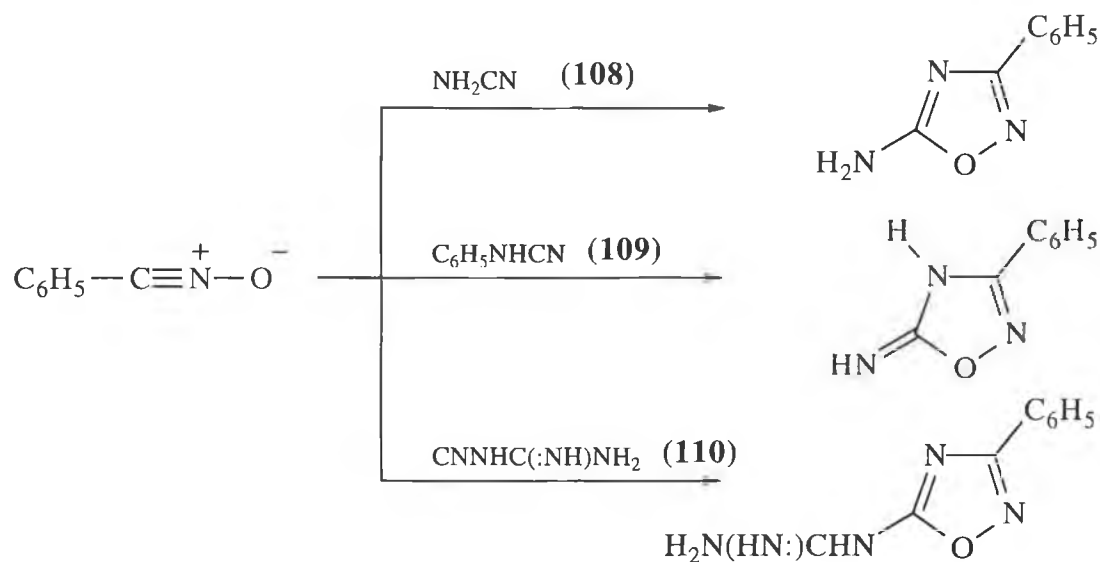 C₆H₅
NH₂CN (108)
N
N
H₂N
O
H
C₆H₅
C₆H₅—C≡N⁺—O⁻
C₆H₅NHCN (109)
N
N
HN
O
C₆H₅
CNNHC(:NH)NH₂ (110)
N
N
H₂N(HN:)CHN
O